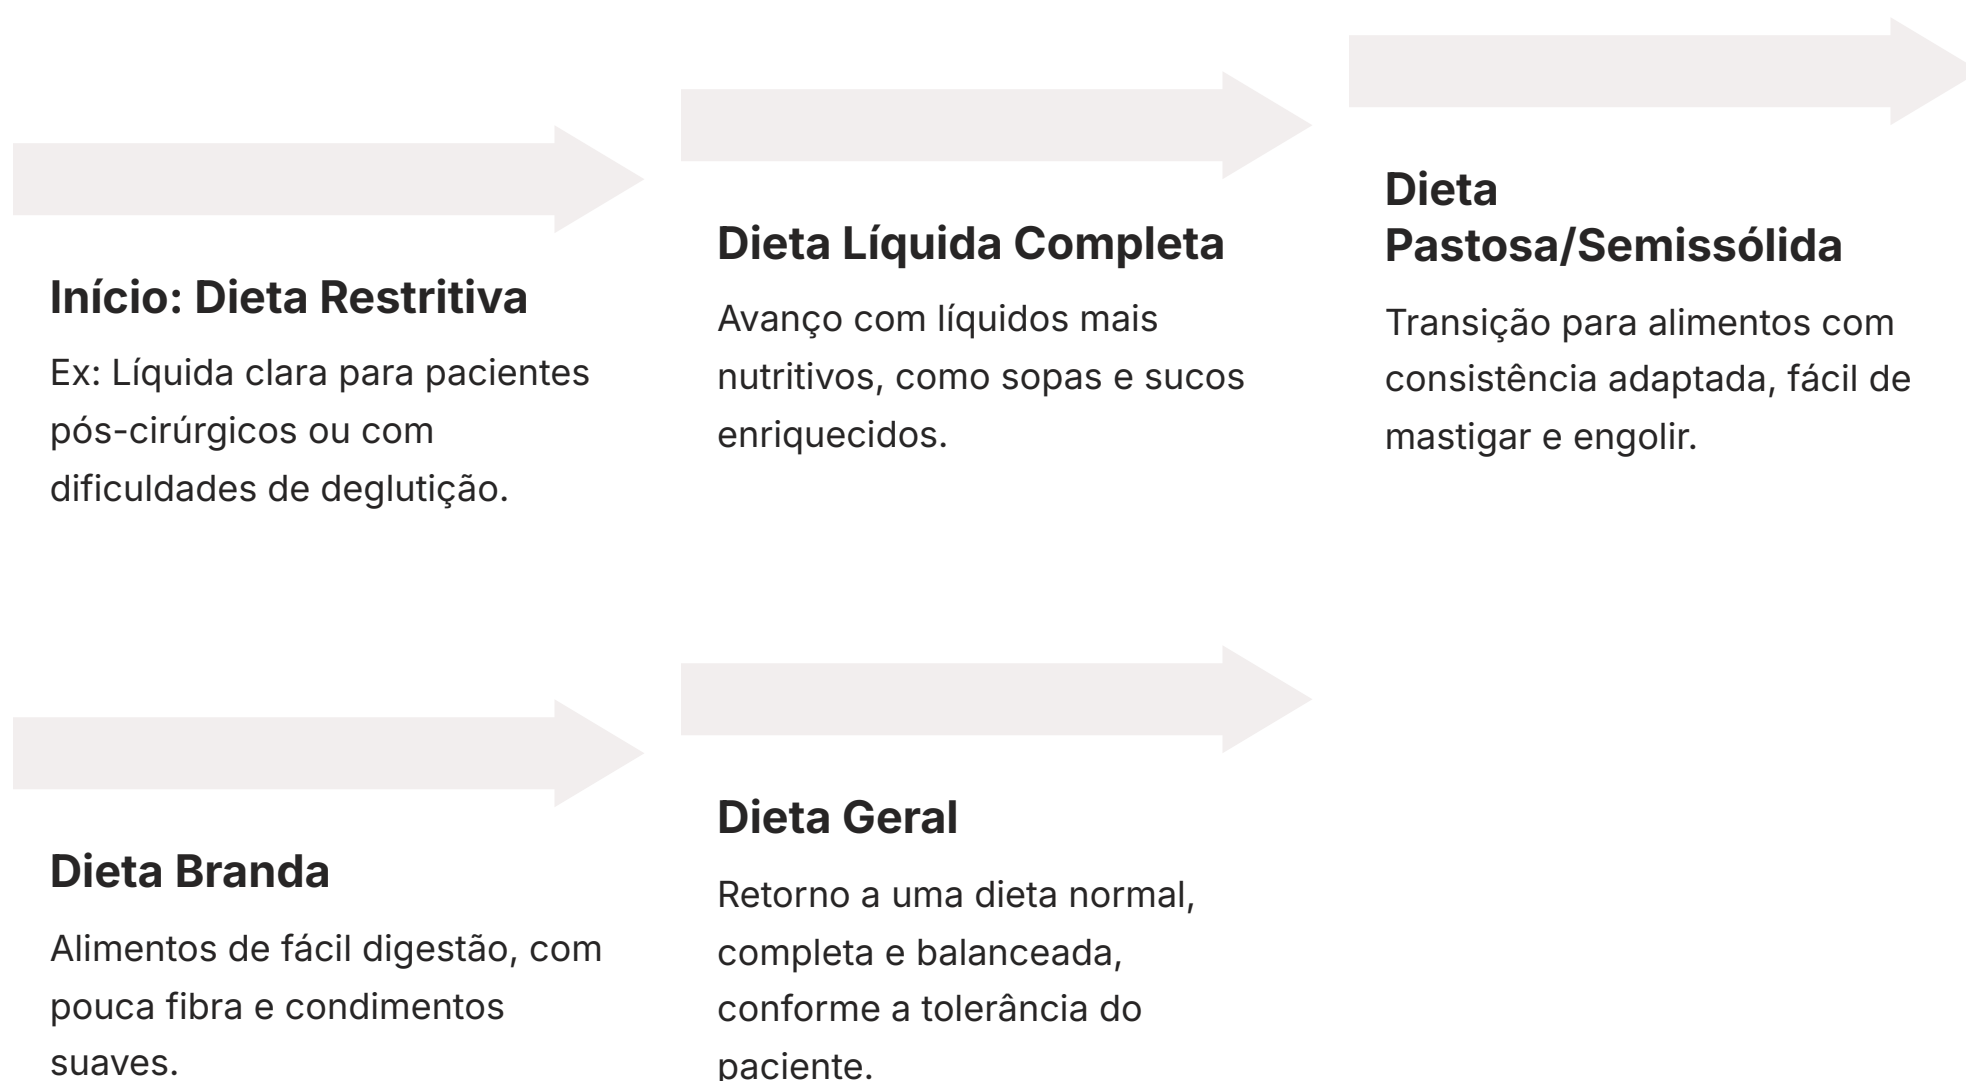 Início: Dieta Restritiva
Ex: Líquida clara para pacientes
pós-cirúrgicos ou com
dificuldades de deglutição.
Dieta Líquida Completa
Avanço com líquidos mais
nutritivos, como sopas e sucos
enriquecidos.
Dieta
Pastosa/Semissólida
Transição para alimentos com
consistência adaptada, fácil de
mastigar e engolir.
Dieta Branda
Alimentos de fácil digestão, com
pouca fibra e condimentos
suaves.
Dieta Geral
Retorno a uma dieta normal,
completa e balanceada,
conforme a tolerância do
paciente.